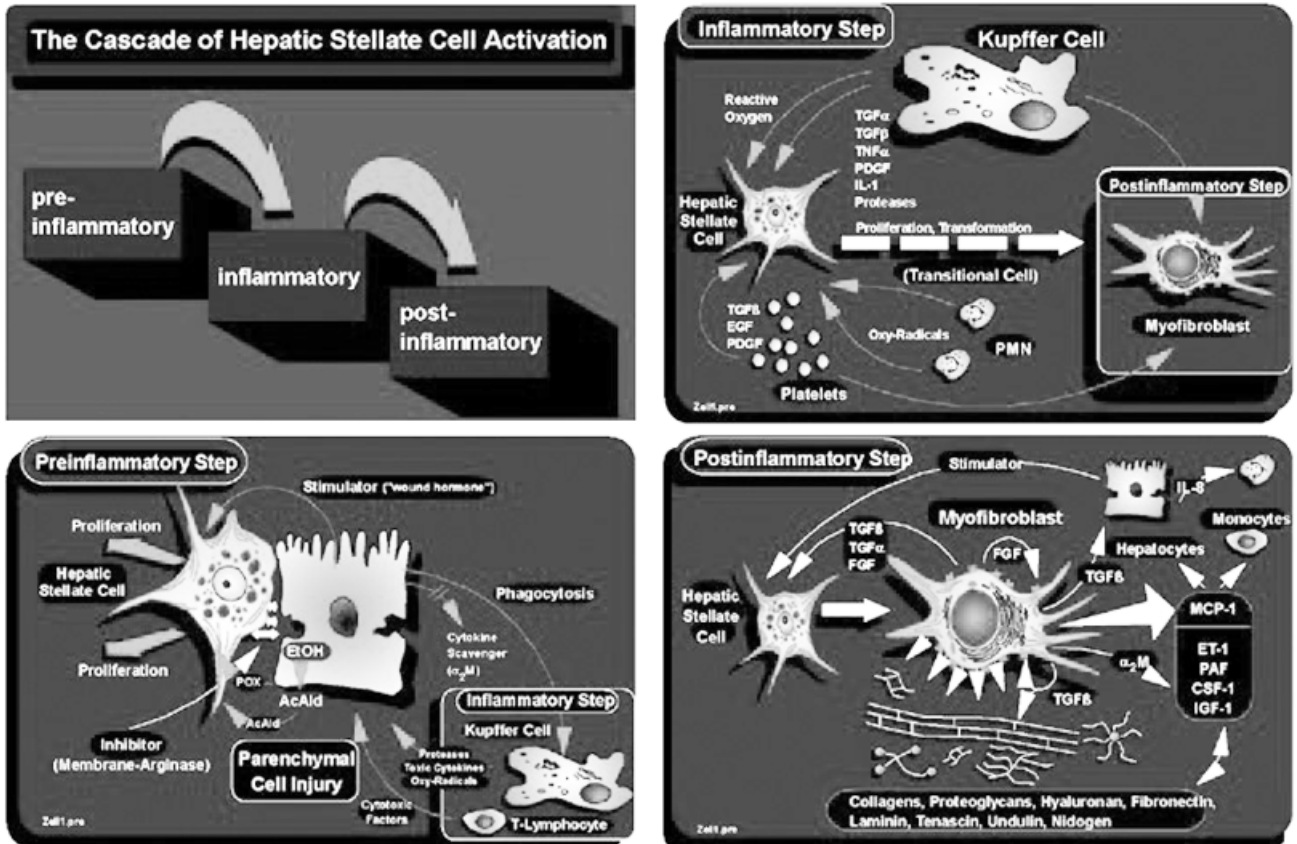 The Cascade of Hepatic Stellate Cell Activation
pre-
inflammatory
inflammatory
post-
inflammatory
Inflammatory Step
Kupffer Cell
Reactive
Oxygen
TGFα
TGFβ
TNFα
PDGF
IL-1
Proteases
Hepatic
Stellate
Cell
Proliferation, Transformation
(Transitional Cell)
Postinflammatory Step
Myofibroblast
TGFß
EGF
PDGF
Platelets
Oxy-Radicals
PMN
Zell1.pre
Preinflammatory Step
Stimulator ("wound hormone")
Proliferation
Hepatic
Stellate Cell
Proliferation
Phagocytosis
Cytokine
Scavenger
(α₂M)
EtOH
POX
AcAld
AcAld
Inhibitor
(Membrane-Arginase)
Parenchymal
Cell Injury
Proteases
Toxic Cytokines
Oxy-Radicals
Cytotoxic
Factors
Inflammatory Step
Kupffer Cell
T-Lymphocyte
Zell1.pre
Postinflammatory Step
Stimulator
IL-8
Monocytes
Hepatocytes
Myofibroblast
TGFß
TGFα
FGF
FGF
TGFß
Hepatic
Stellate
Cell
MCP-1
ET-1
PAF
CSF-1
IGF-1
α₂M
TGFß
Collagens, Proteoglycans, Hyaluronan, Fibronectin,
Laminin, Tenascin, Undulin, Nidogen
Zell1.pre